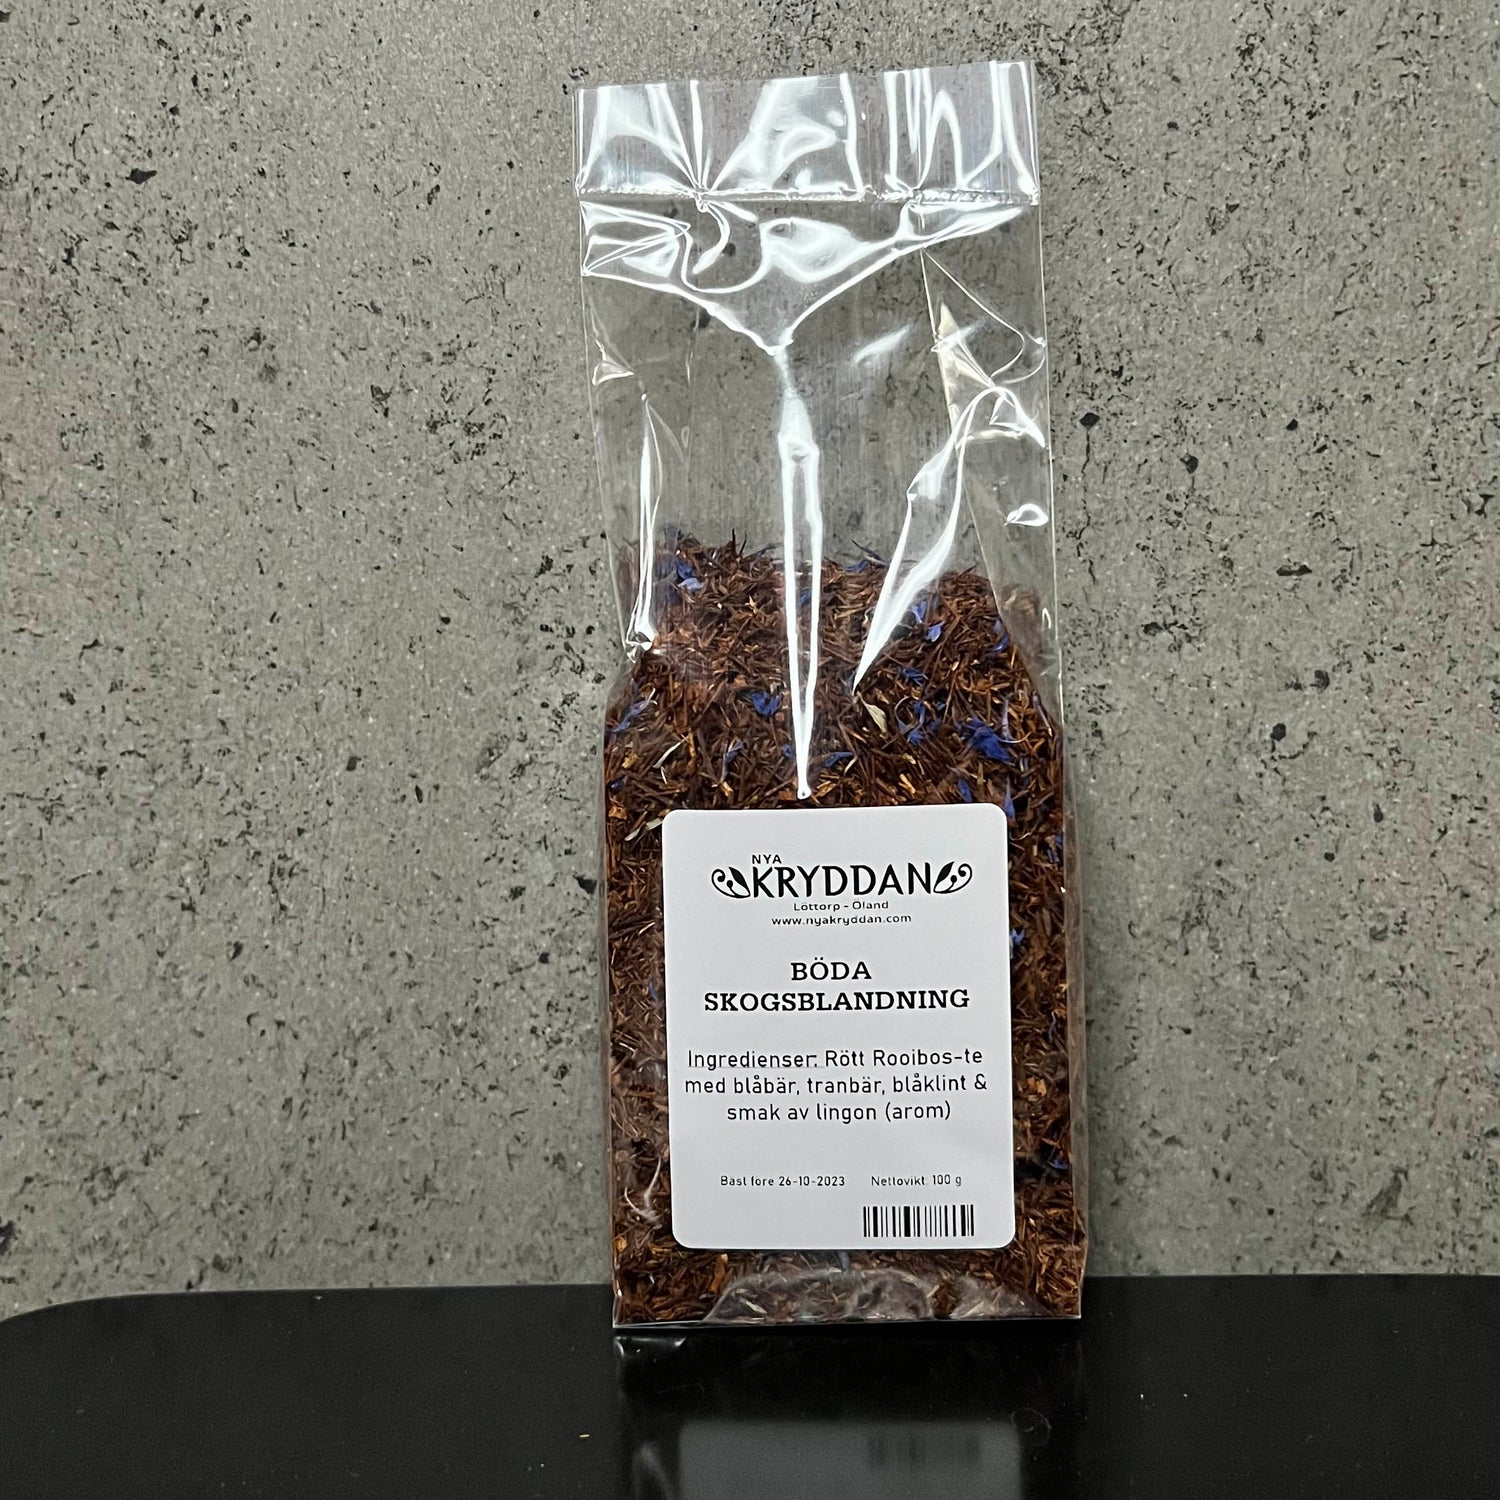 NYA
KRYDDAN
Löttorp - Öland
www.nyakryddan.com
BÖDA
SKOGSBLANDNING
Ingredienser: Rött Rooibos-te
med blåbär, tranbär, blåklint &
smak av lingon (arom)
Bäst före 26-10-2023 Nettovikt: 100 g